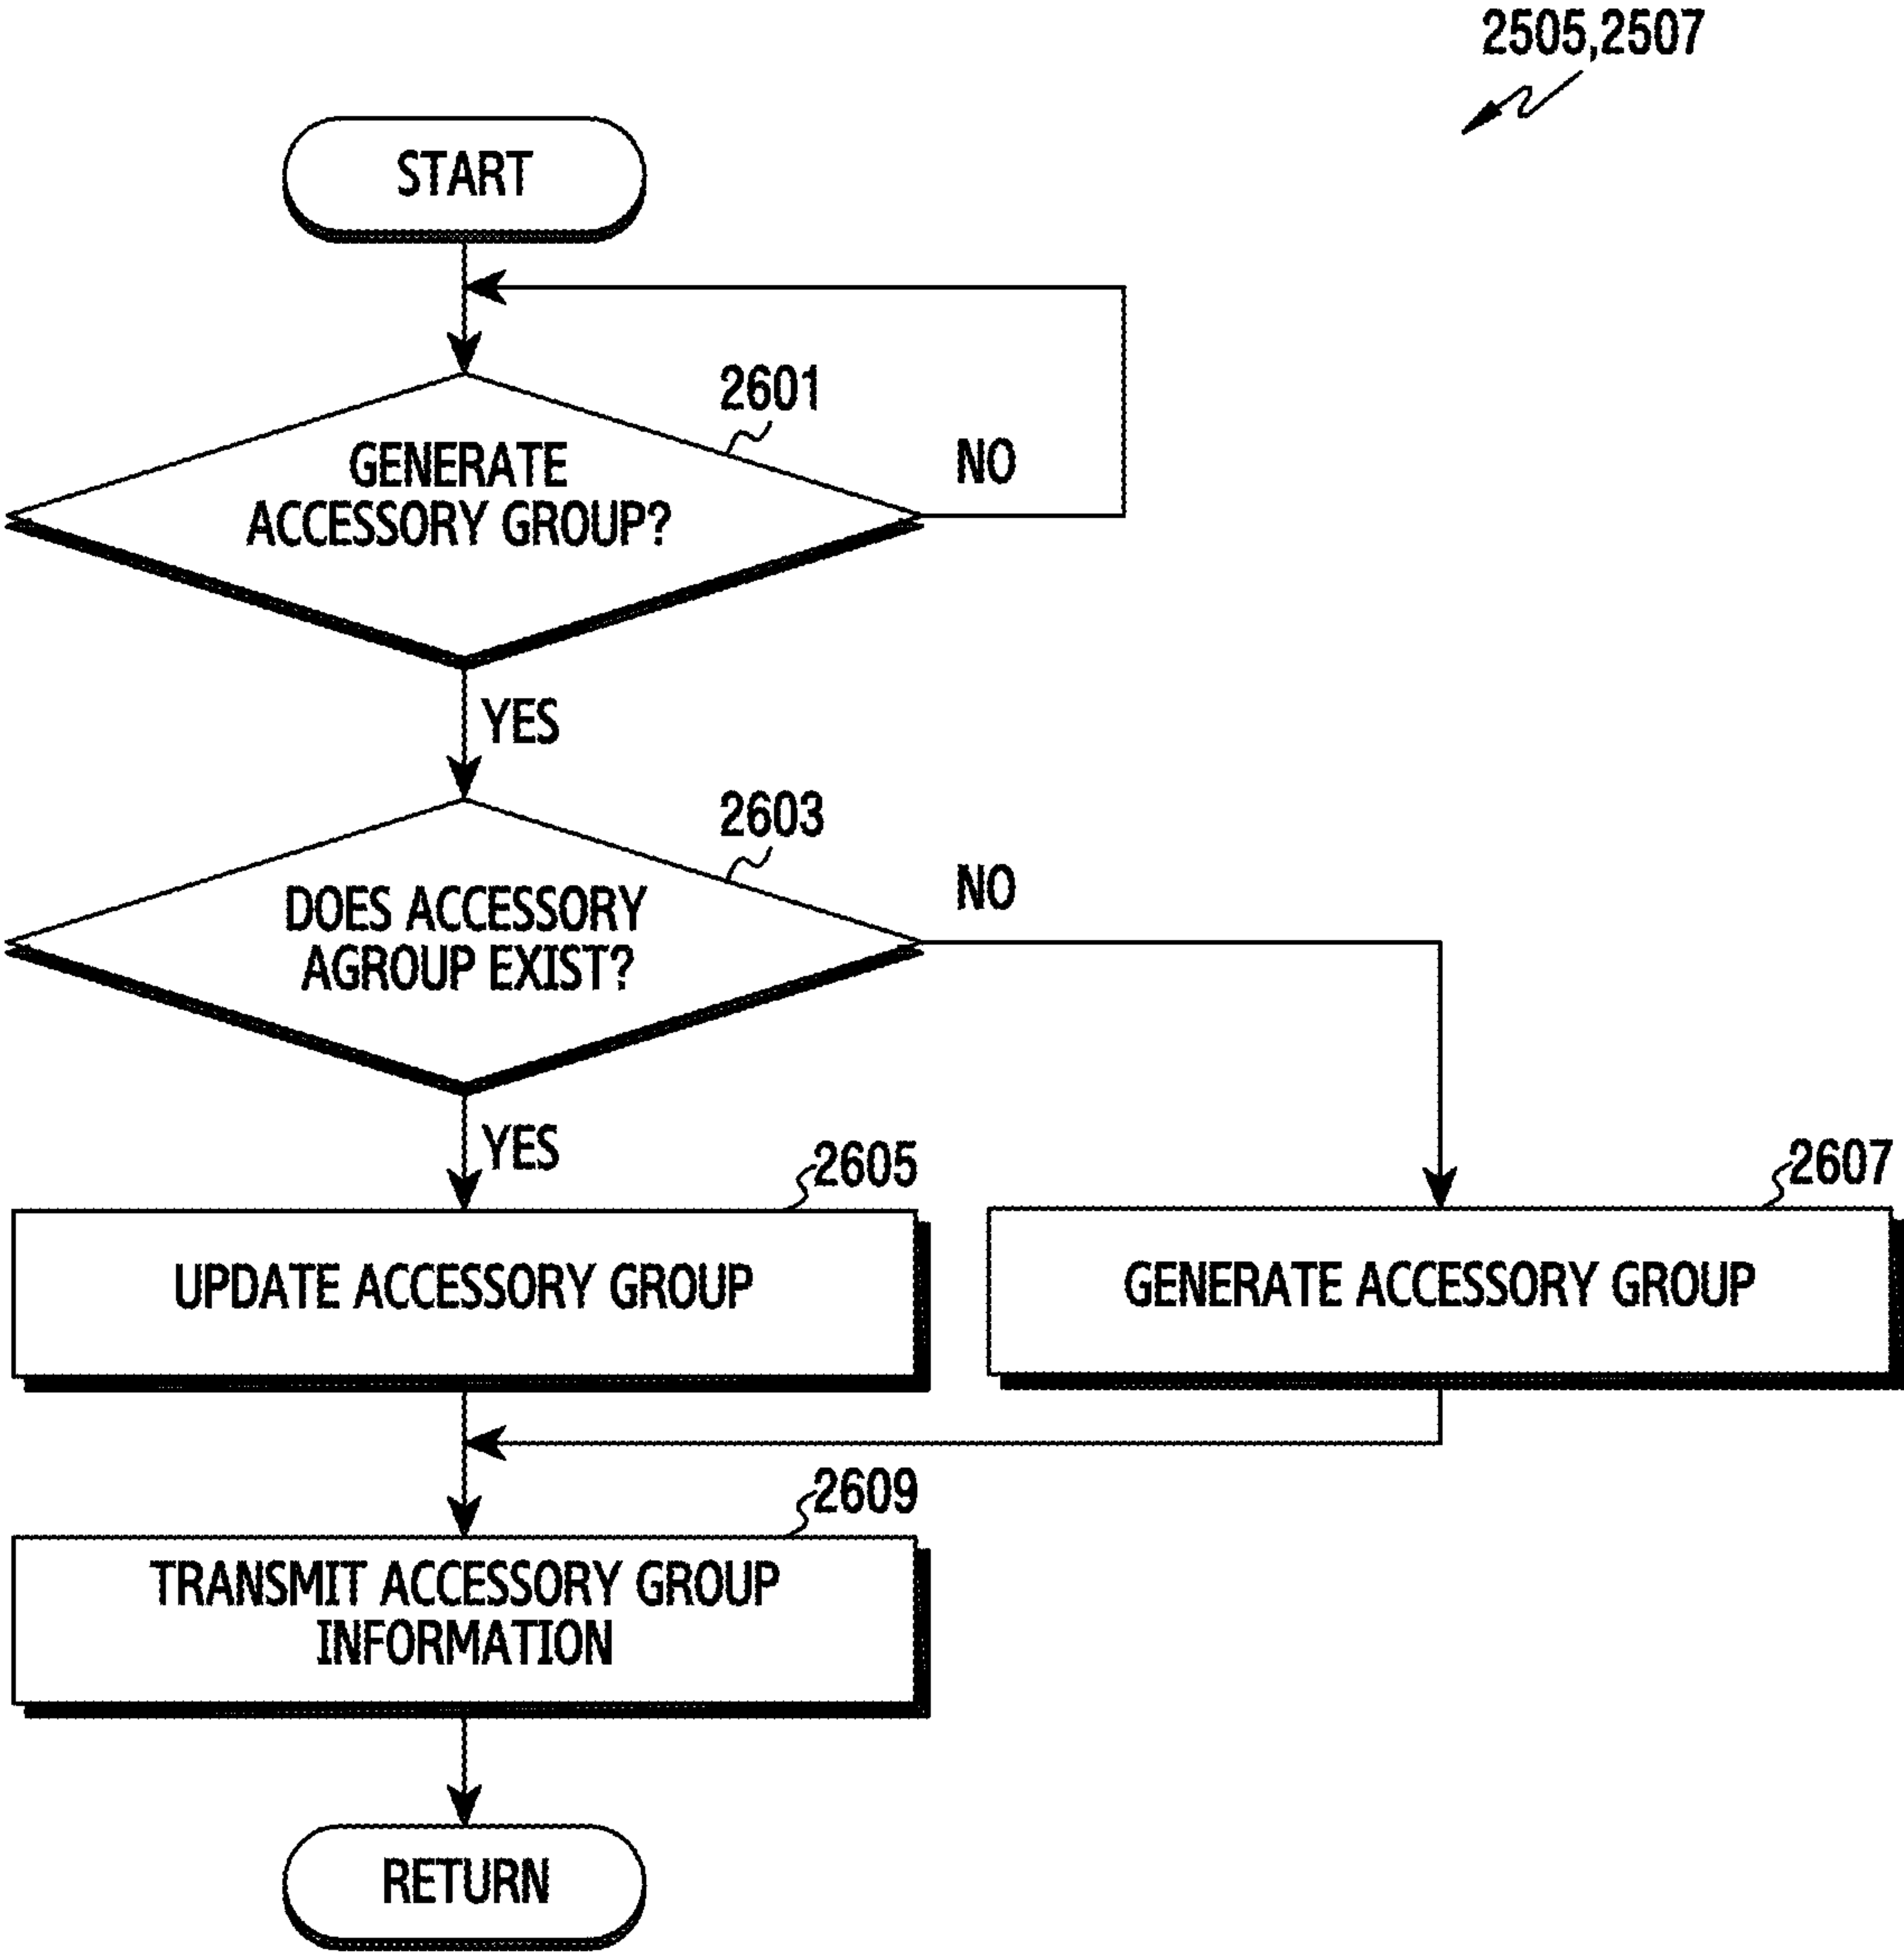 2505,2507
START
2601
GENERATE
ACCESSORY GROUP?
NO
YES
2603
DOES ACCESSORY
AGROUP EXIST?
NO
YES
2605
UPDATE ACCESSORY GROUP
2607
GENERATE ACCESSORY GROUP
2609
TRANSMIT ACCESSORY GROUP
INFORMATION
RETURN